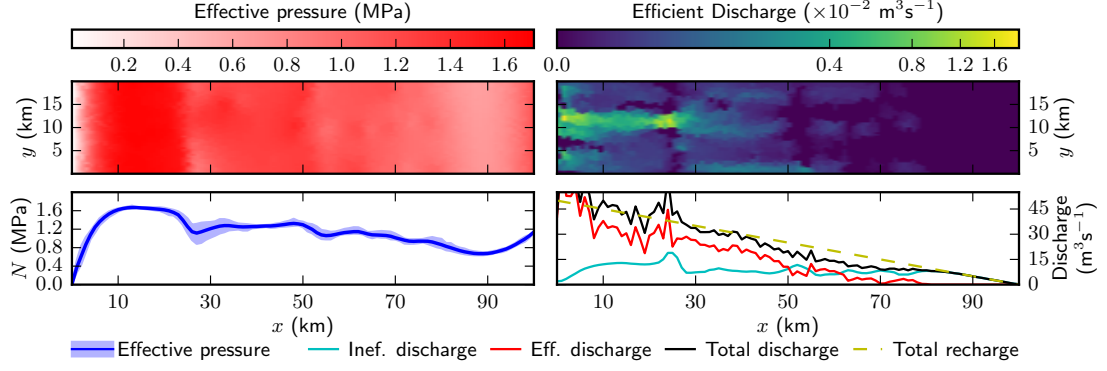 Effective pressure (MPa)
Efficient Discharge (×10⁻² m³s⁻¹)
0.2 0.4 0.6 0.8 1.0 1.2 1.4 1.6
0.0 0.4 0.8 1.2 1.6
y (km)
15
10
5
15
10
5
y (km)
N (MPa)
1.6
1.2
0.8
0.4
0.0
45
30
15
0
Discharge
(m³s⁻¹)
10 30 50 70 90
10 30 50 70 90
x (km)
x (km)
Effective pressure Inef. discharge Eff. discharge Total discharge Total recharge